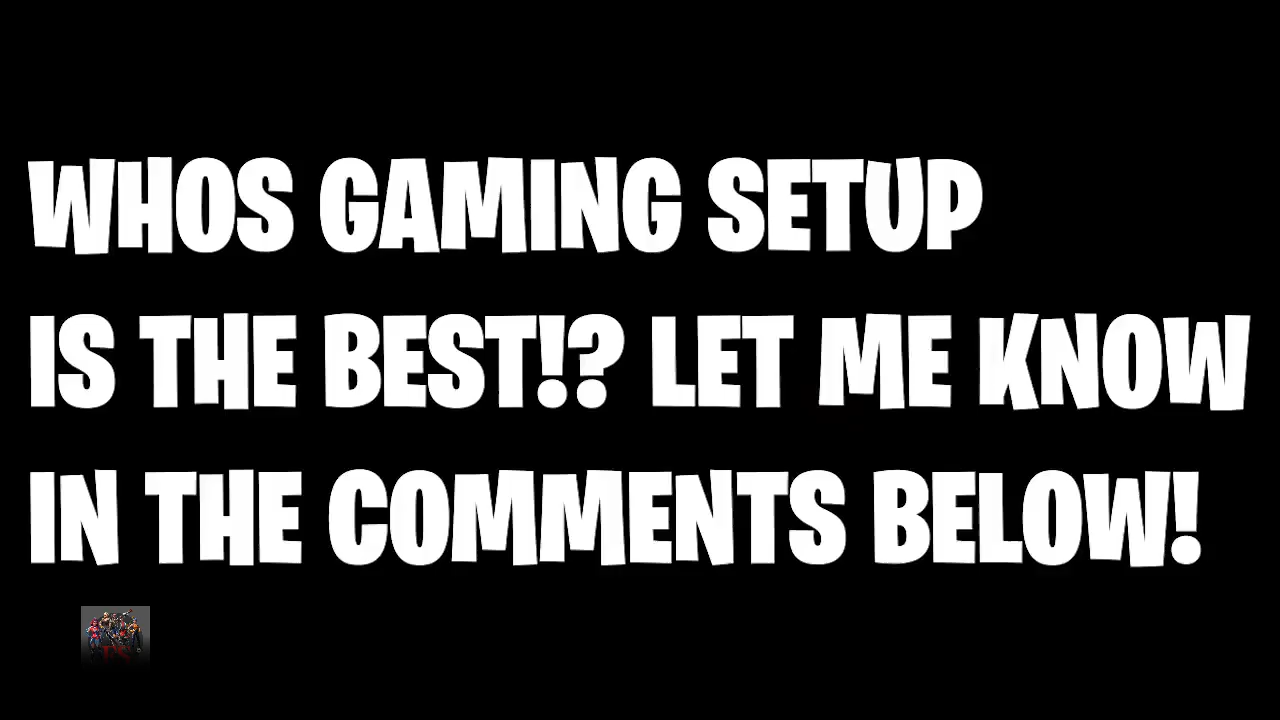 WHOS GAMING SETUP
IS THE BEST!? LET ME KNOW
IN THE COMMENTS BELOW!